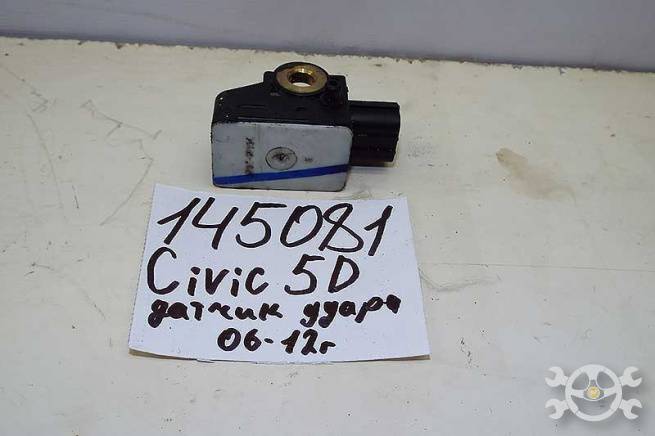 145081
Civic 5D
датчик удара
06-12г